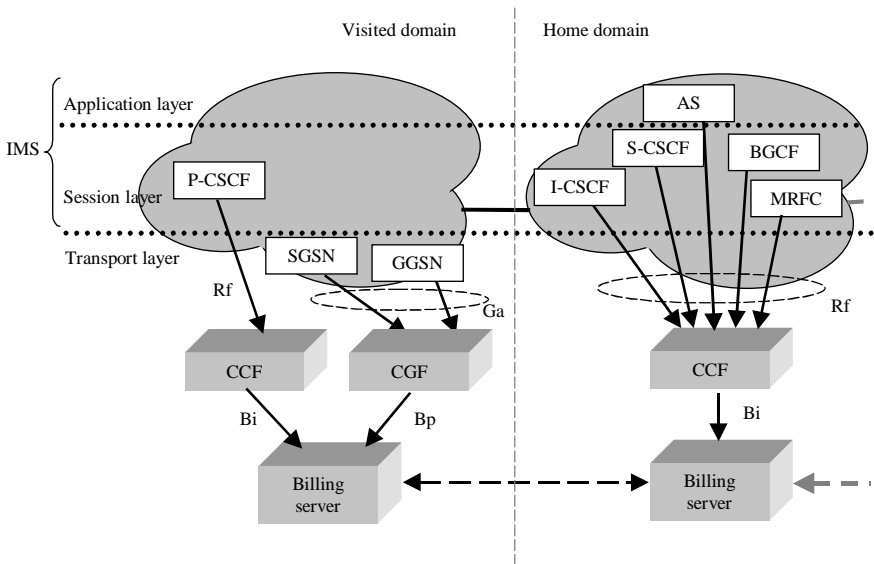 Visited domain
Home domain
Application layer
AS
IMS
S-CSCF
BGCF
P-CSCF
I-CSCF
Session layer
MRFC
Transport layer
SGSN
GGSN
Rf
Ga
Rf
CCF
CGF
CCF
Bi
Bp
Bi
Billing
server
Billing
server